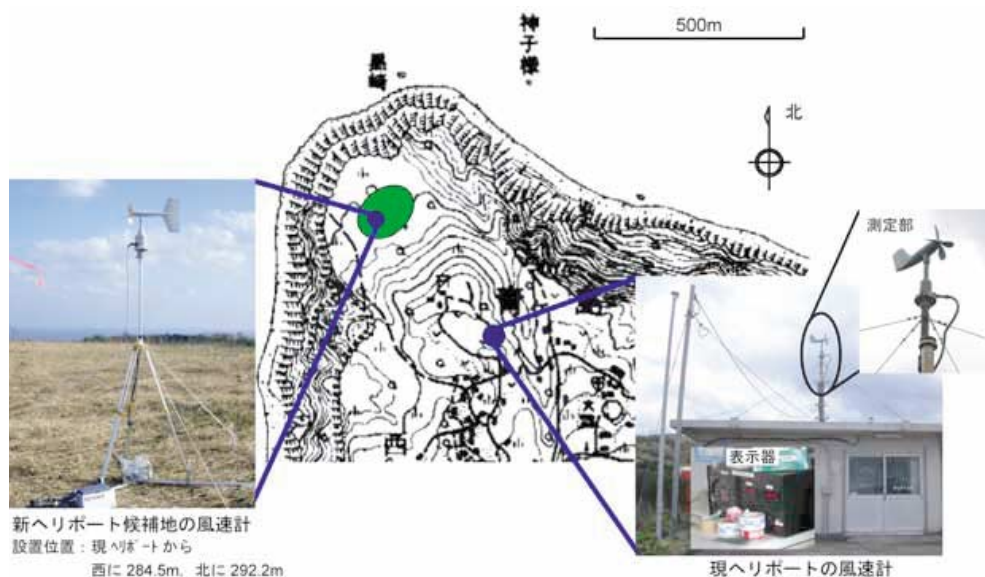 500m
神子様。
黒崎
北
測定部
西
表示器
新ヘリポート候補地の風速計
設置位置：現ヘリポートから
西に 284.5m, 北に 292.2m
現ヘリポートの風速計